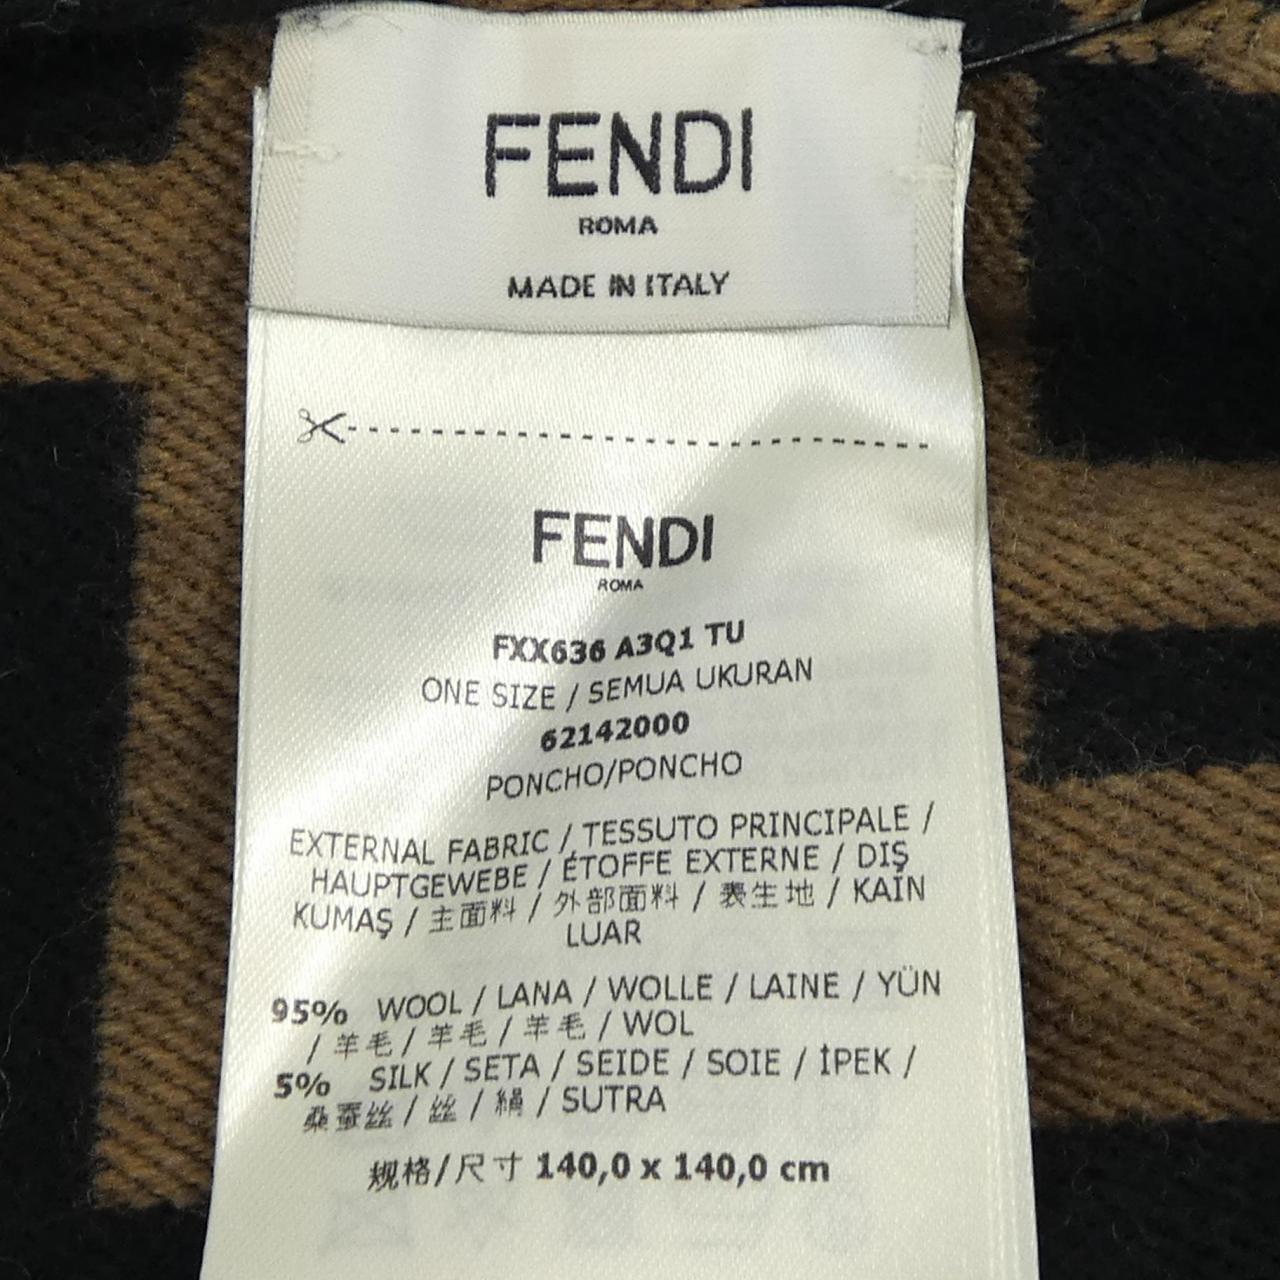 FENDI
ROMA
MADE IN ITALY
FENDI
ROMA
FXX636 A3Q1 TU
ONE SIZE / SEMUA UKURAN
62142000
PONCHO/PONCHO
EXTERNAL FABRIC / TESSUTO PRINCIPALE /
HAUPTGEWEBE / ÉTOFFE EXTERNE / DIŞ
KUMAŞ / 主面料 / 外部面料 / 表生地 / KAIN
LUAR
95% WOOL / LANA / WOLLE / LAINE / YÜN
/ 羊毛 / 羊毛 / 羊毛 / WOL
5% SILK / SETA / SEIDE / SOIE / İPEK /
桑蚕丝 / 丝 / 絹 / SUTRA
规格/尺寸 140,0 x 140,0 cm